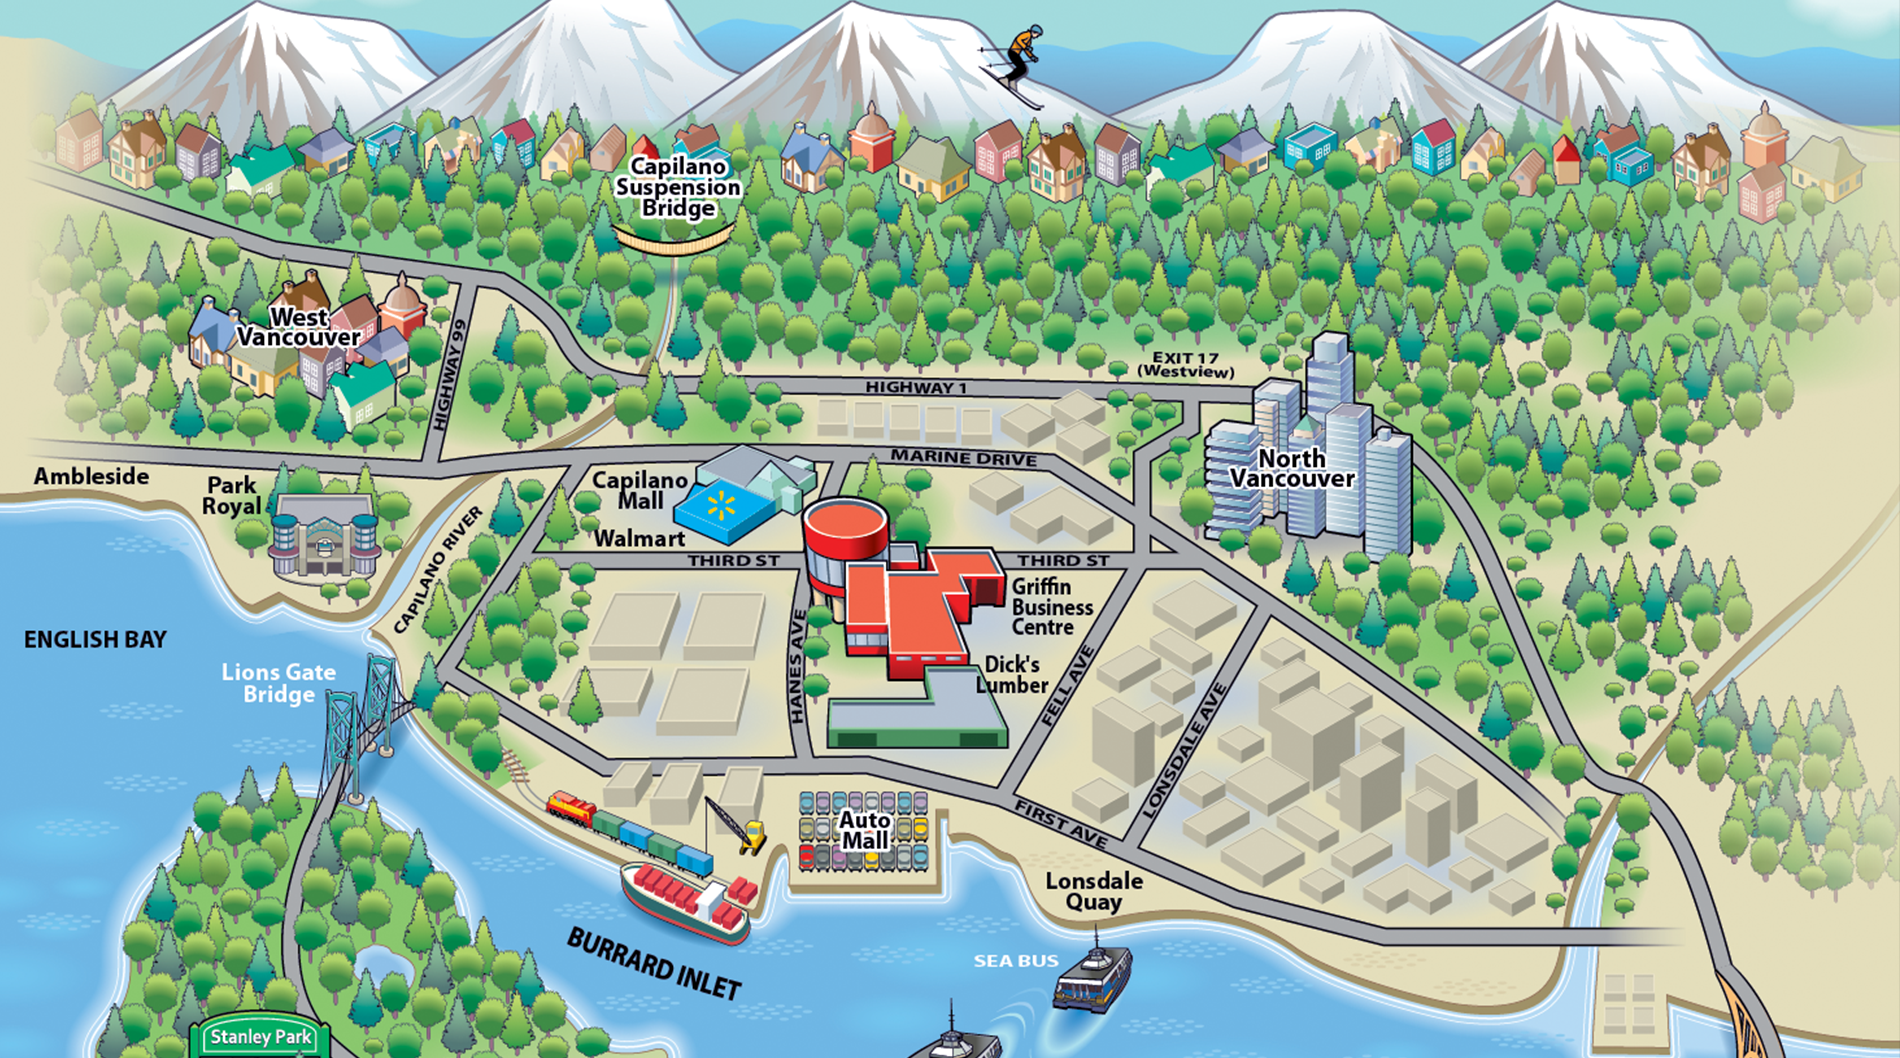 Capilano
Suspension
Bridge
West
Vancouver
HIGHWAY 99
EXIT 17
(Westview)
HIGHWAY 1
MARINE DRIVE
North
Vancouver
Ambleside
Park
Royal
Capilano
Mall
Walmart
CAPILANO RIVER
THIRD ST
THIRD ST
Griffin
Business
Centre
ENGLISH BAY
Lions Gate
Bridge
HANES AVE
Dick's
Lumber
FELL AVE
LONSDALE AVE
FIRST AVE
Auto
Mall
Lonsdale
Quay
BURRARD INLET
SEA BUS
Stanley Park